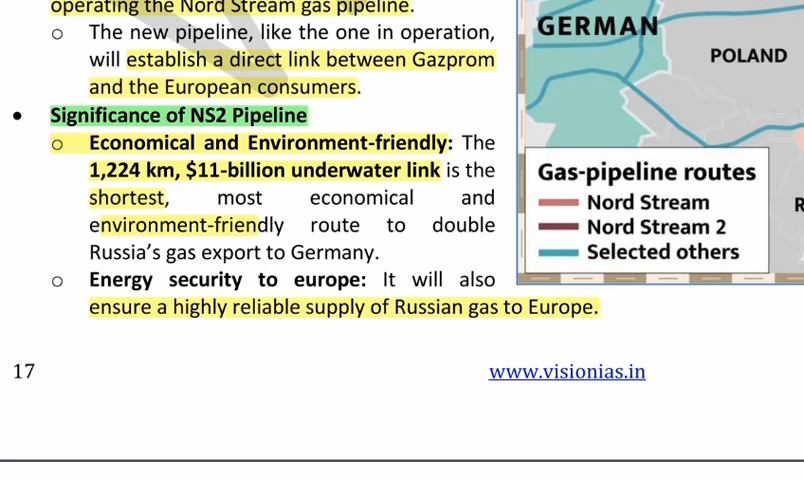 operating the Nord Stream gas pipeline.
o The new pipeline, like the one in operation,
will establish a direct link between Gazprom
and the European consumers.
• Significance of NS2 Pipeline
o Economical and Environment-friendly: The
1,224 km, $11-billion underwater link is the
shortest, most economical and
environment-friendly route to double
Russia's gas export to Germany.
o Energy security to europe: It will also
ensure a highly reliable supply of Russian gas to Europe.
GERMAN
POLAND
R
Gas-pipeline routes
Nord Stream
Nord Stream 2
Selected others
17
www.visionias.in